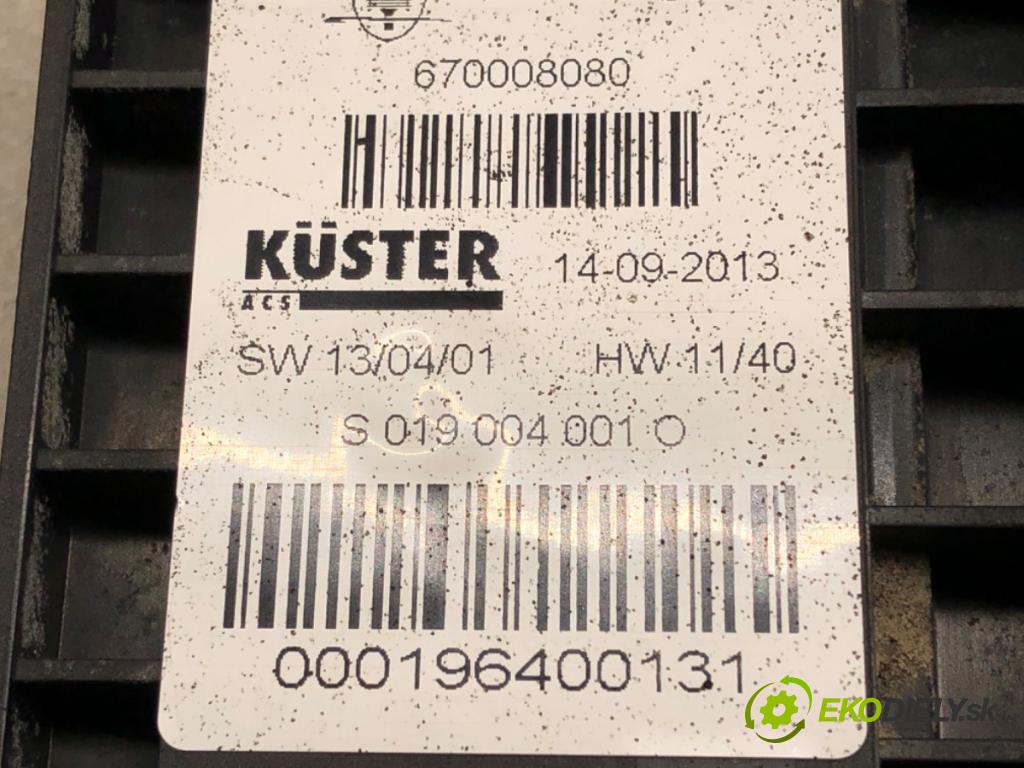 670008080
KÜSTER
ACS
14-09-2013
SW 13/04/01 HW 11/40
S 019 004 001 O
000196400131
EKODIELY.sk